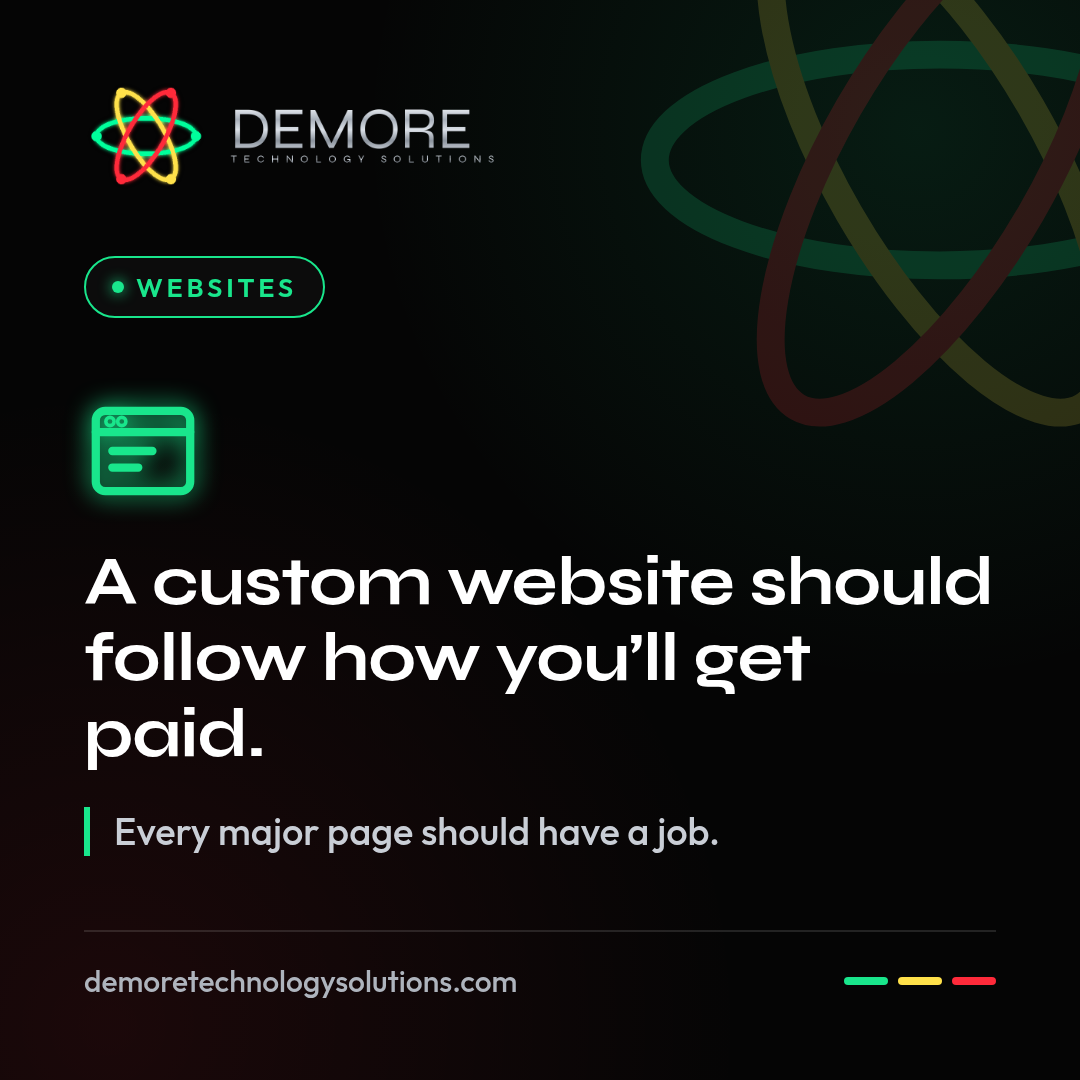 DEMORE
TECHNOLOGY SOLUTIONS
WEBSITES
A custom website should
follow how you’ll get
paid.
Every major page should have a job.
demoretechnologysolutions.com